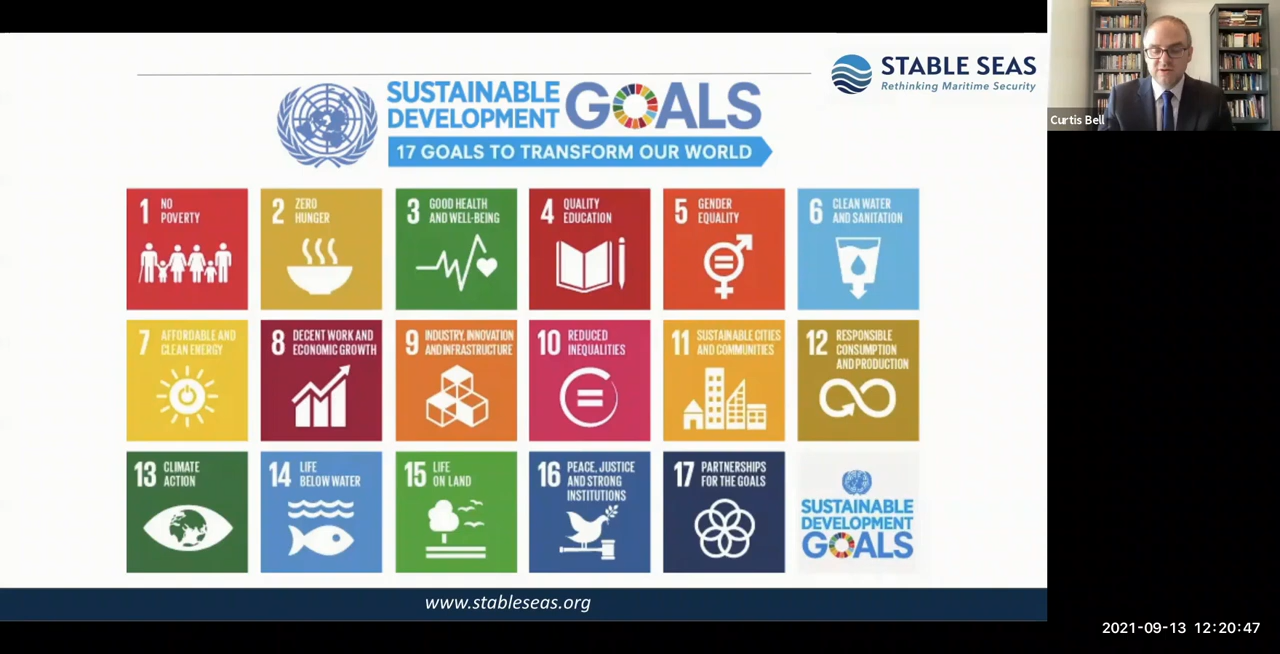 STABLE SEAS
Rethinking Maritime Security
Curtis Bell
SUSTAINABLE
DEVELOPMENT
GOALS
17 GOALS TO TRANSFORM OUR WORLD
1 NO
POVERTY
2 ZERO
HUNGER
3 GOOD HEALTH
AND WELL-BEING
4 QUALITY
EDUCATION
5 GENDER
EQUALITY
6 CLEAN WATER
AND SANITATION
7 AFFORDABLE AND
CLEAN ENERGY
8 DECENT WORK AND
ECONOMIC GROWTH
9 INDUSTRY, INNOVATION
AND INFRASTRUCTURE
10 REDUCED
INEQUALITIES
11 SUSTAINABLE CITIES
AND COMMUNITIES
12 RESPONSIBLE
CONSUMPTION
AND PRODUCTION
13 CLIMATE
ACTION
14 LIFE
BELOW WATER
15 LIFE
ON LAND
16 PEACE, JUSTICE
AND STRONG
INSTITUTIONS
17 PARTNERSHIPS
FOR THE GOALS
SUSTAINABLE
DEVELOPMENT
GOALS
www.stableseas.org
2021-09-13 12:20:47